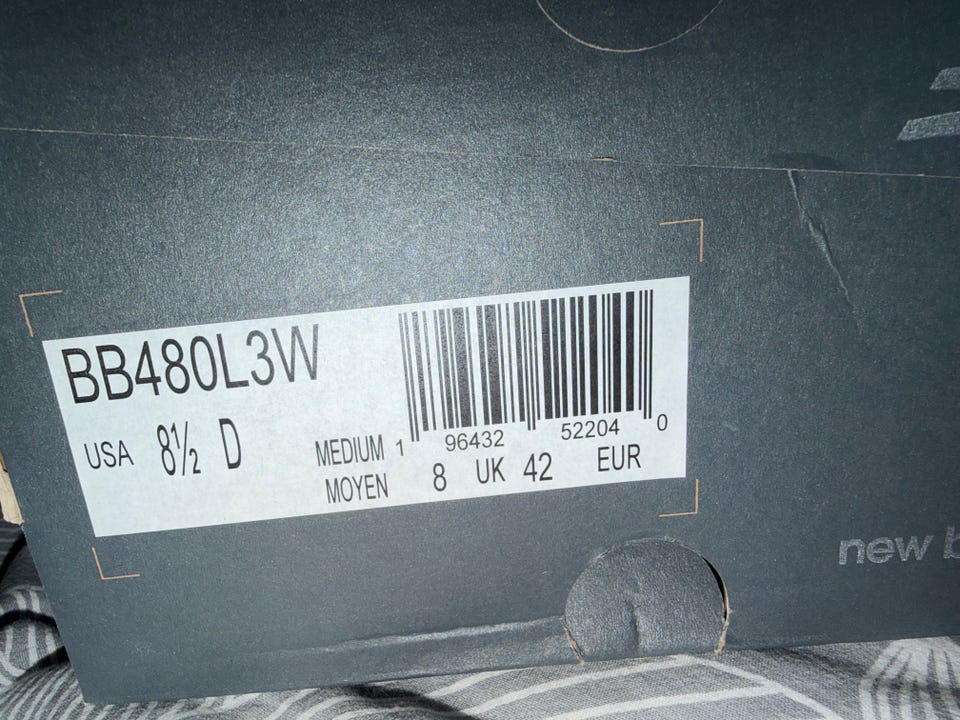 BB480L3W
USA 8½ D
MEDIUM
MOYEN
1 96432 52204 0
8 UK 42 EUR
new b